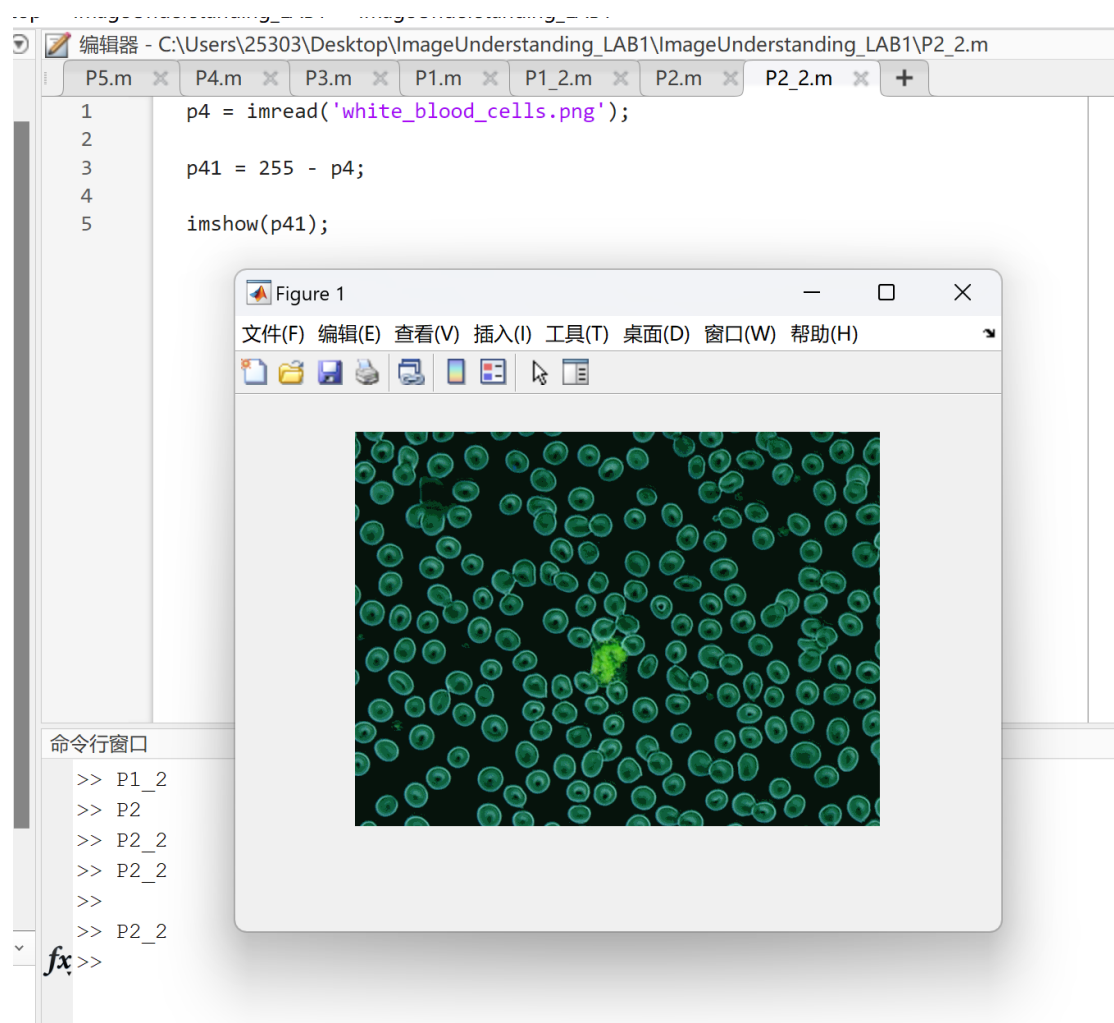 编辑器 - C:\Users\25303\Desktop\ImageUnderstanding_LAB1\ImageUnderstanding_LAB1\P2_2.m
P5.m P4.m P3.m P1.m P1_2.m P2.m P2_2.m +
1 p4 = imread('white_blood_cells.png');
2
3 p41 = 255 - p4;
4
5 imshow(p41);
Figure 1
文件(F) 编辑(E) 查看(V) 插入(I) 工具(T) 桌面(D) 窗口(W) 帮助(H)
命令行窗口
>> P1_2
>> P2
>> P2_2
>> P2_2
>>
>> P2_2
fx >>